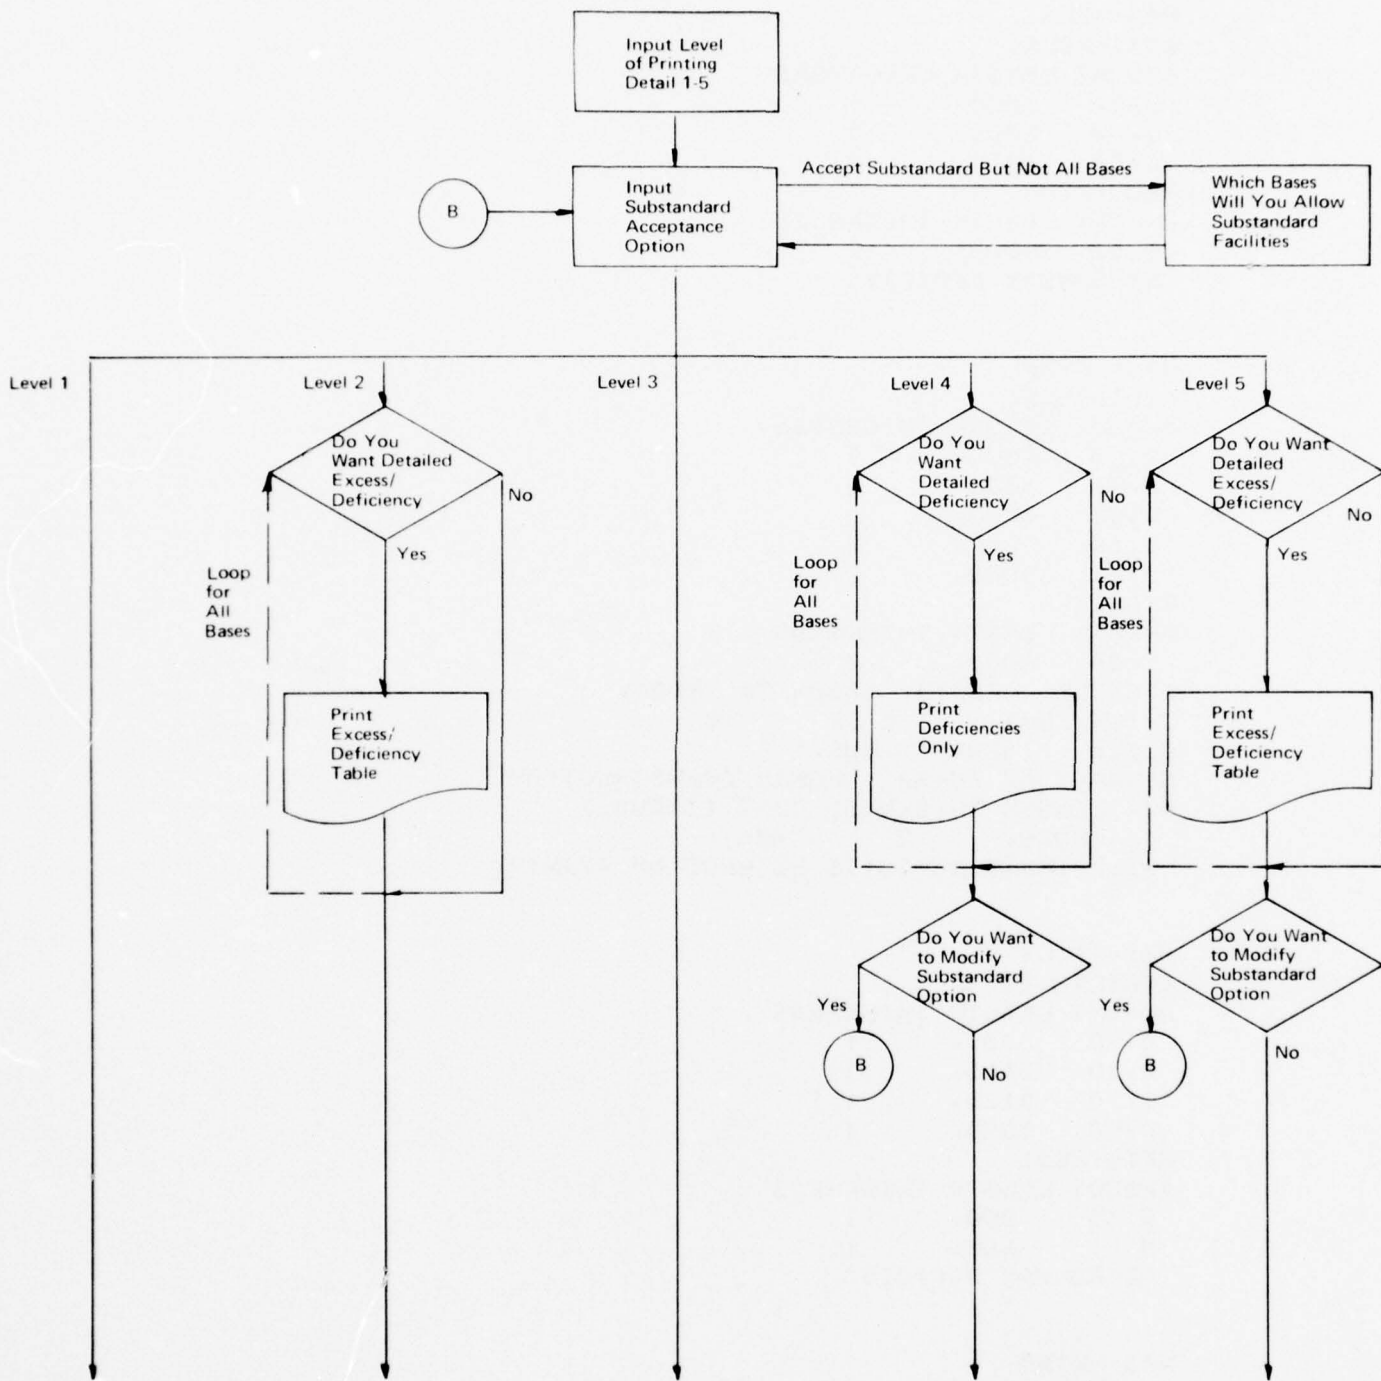 Input Level
of Printing
Detail 1-5
Accept Substandard But Not All Bases
B
Input
Substandard
Acceptance
Option
Which Bases
Will You Allow
Substandard
Facilities
Level 1
Level 2
Level 3
Level 4
Level 5
Do You
Want Detailed
Excess/
Deficiency
No
Yes
Loop
for
All
Bases
Print
Excess/
Deficiency
Table
Do You
Want
Detailed
Deficiency
No
Yes
Loop
for
All
Bases
Print
Deficiencies
Only
Do You Want
to Modify
Substandard
Option
Yes
B
No
Do You Want
Detailed
Excess/
Deficiency
No
Yes
Loop
for
All
Bases
Print
Excess/
Deficiency
Table
Do You Want
to Modify
Substandard
Option
Yes
B
No